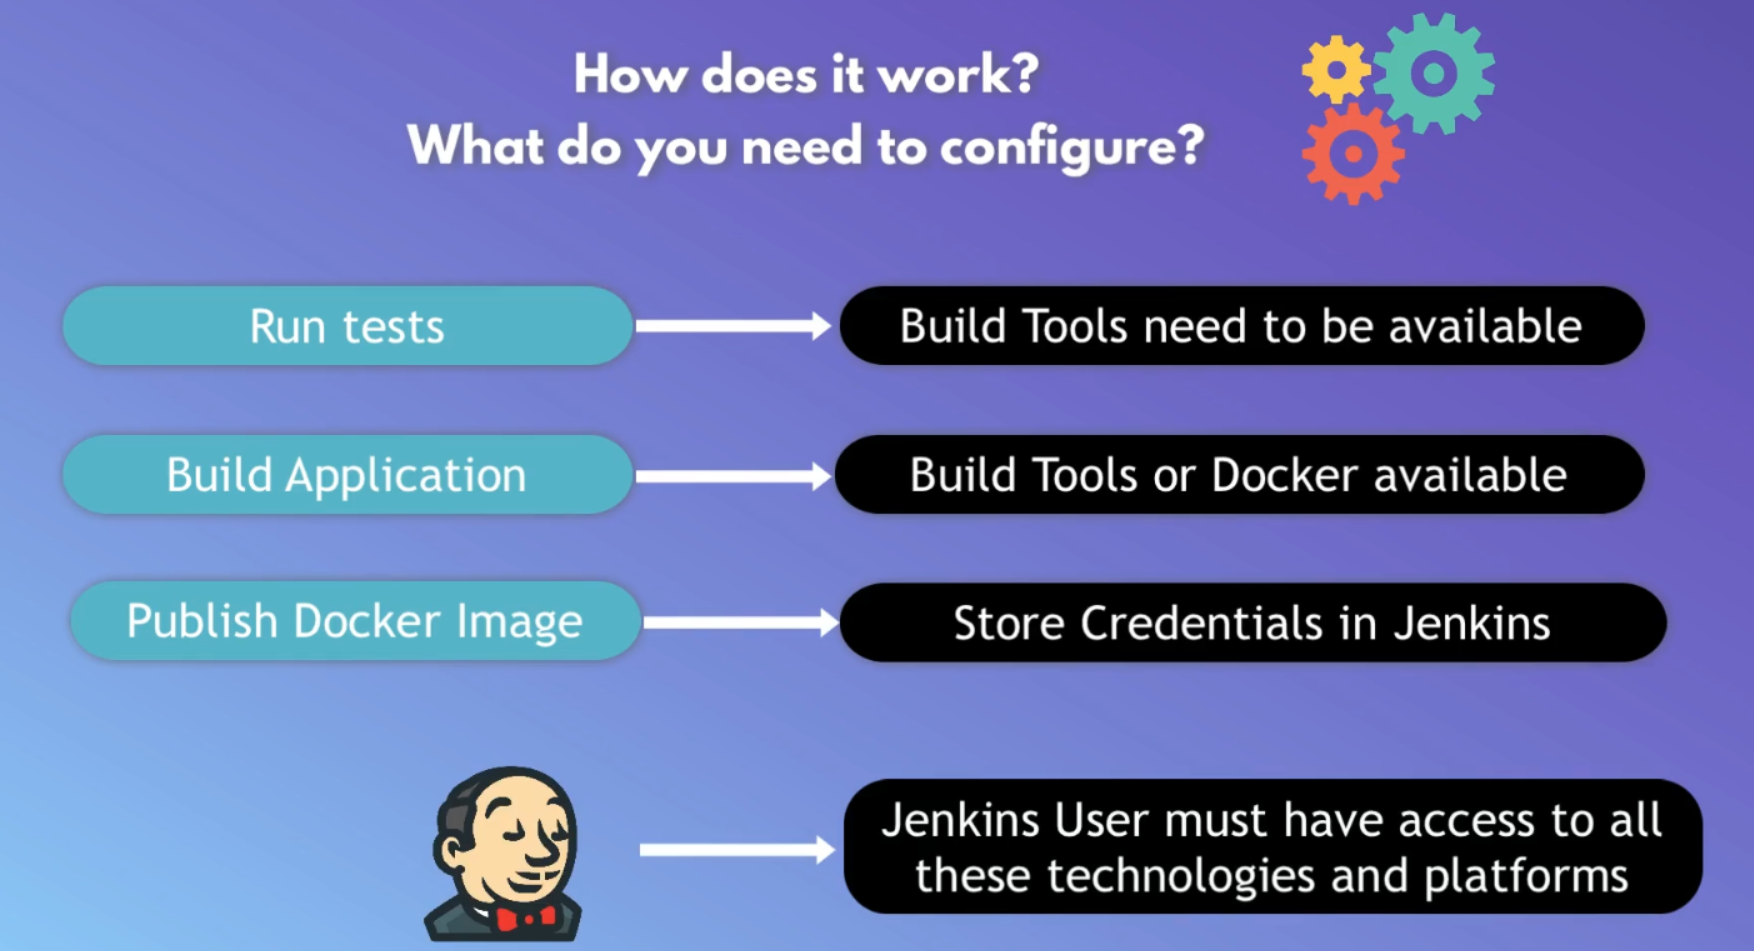 How does it work?
What do you need to configure?
Run tests
Build Tools need to be available
Build Application
Build Tools or Docker available
Publish Docker Image
Store Credentials in Jenkins
Jenkins User must have access to all
these technologies and platforms